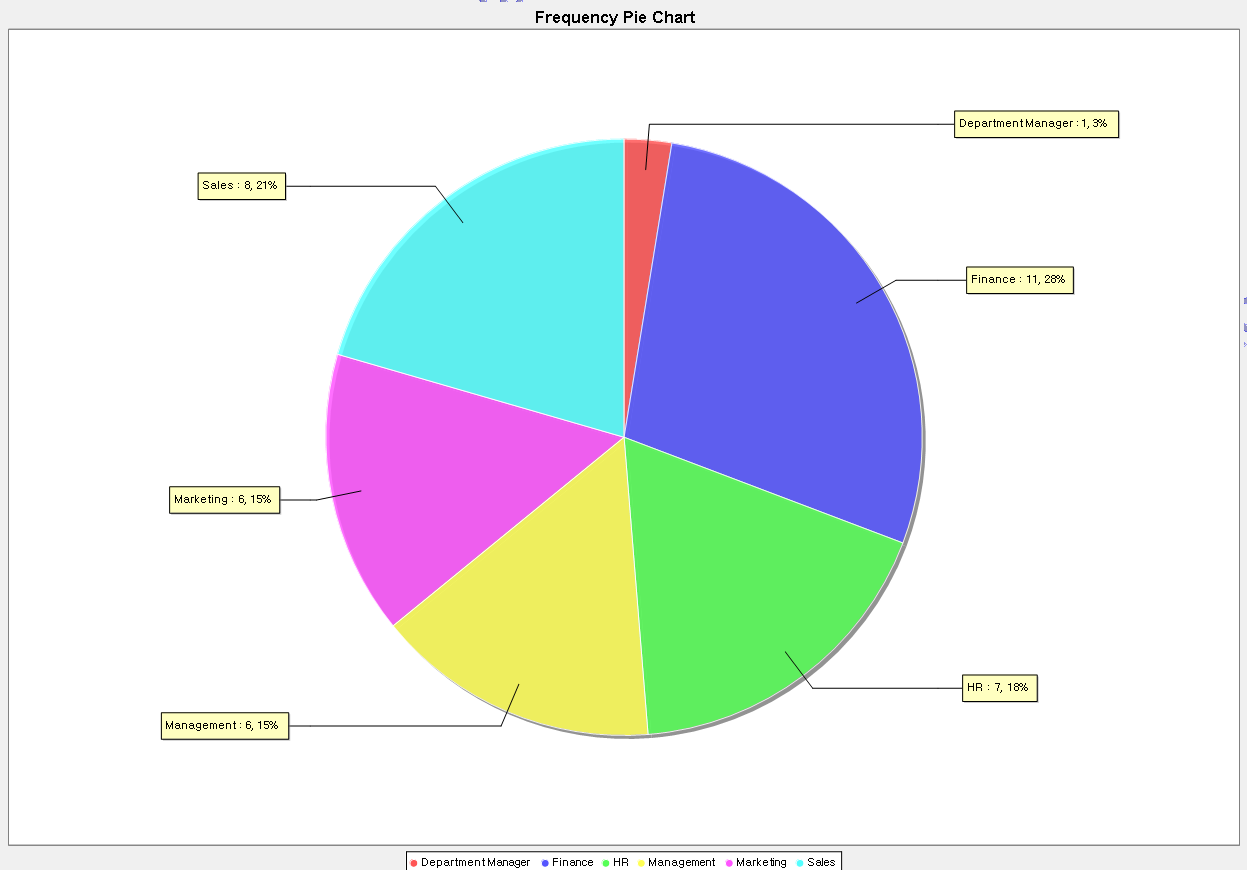 Frequency Pie Chart
Department Manager : 1, 3%
Sales : 8, 21%
Finance : 11, 28%
Marketing : 6, 15%
HR : 7, 18%
Management : 6, 15%
Department Manager Finance HR Management Marketing Sales